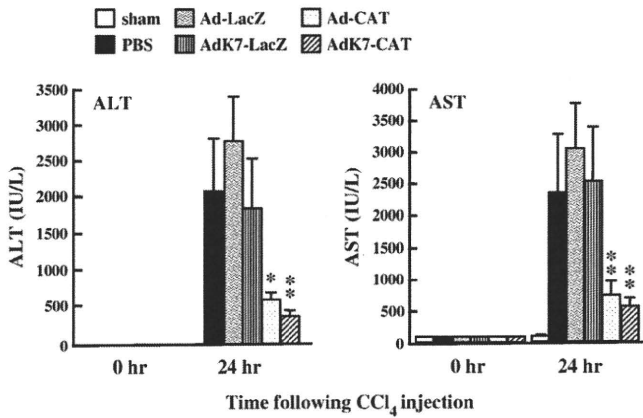 sham Ad-LacZ Ad-CAT
PBS AdK7-LacZ AdK7-CAT
ALT
3500
3000
2500
2000
1500
1000
500
0
ALT (IU/L)
*
**
0 hr 24 hr
AST
4000
3500
3000
2500
2000
1500
1000
500
0
AST (IU/L)
**
**
0 hr 24 hr
Time following CCl4 injection